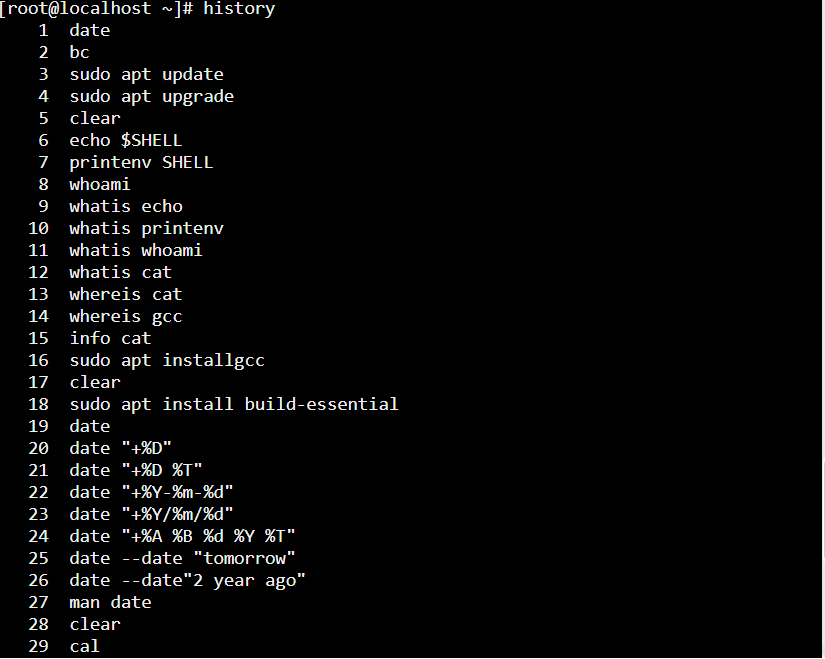 [root@localhost ~]# history
1 date
2 bc
3 sudo apt update
4 sudo apt upgrade
5 clear
6 echo $SHELL
7 printenv SHELL
8 whoami
9 whatis echo
10 whatis printenv
11 whatis whoami
12 whatis cat
13 whereis cat
14 whereis gcc
15 info cat
16 sudo apt installgcc
17 clear
18 sudo apt install build-essential
19 date
20 date "+%D"
21 date "+%D %T"
22 date "+%Y-%m-%d"
23 date "+%Y/%m/%d"
24 date "+%A %B %d %Y %T"
25 date --date "tomorrow"
26 date --date"2 year ago"
27 man date
28 clear
29 cal